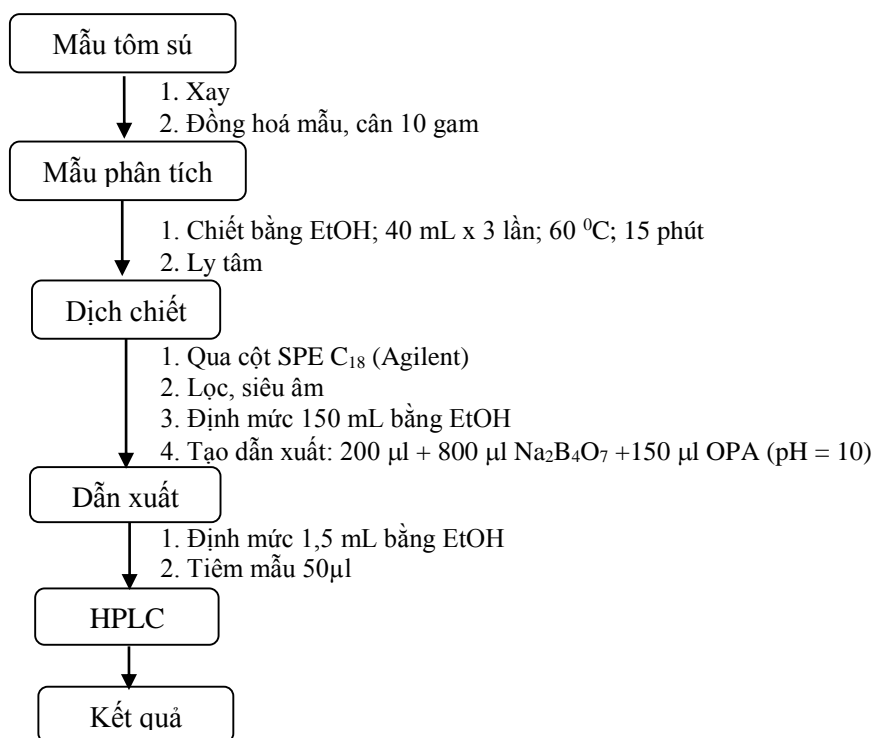 Mẫu tôm sú
1. Xay
2. Đồng hoá mẫu, cân 10 gam
Mẫu phân tích
1. Chiết bằng EtOH; 40 mL x 3 lần; 60 ⁰C; 15 phút
2. Ly tâm
Dịch chiết
1. Qua cột SPE C₁₈ (Agilent)
2. Lọc, siêu âm
3. Định mức 150 mL bằng EtOH
4. Tạo dẫn xuất: 200 µl + 800 µl Na₂B₄O₇ +150 µl OPA (pH = 10)
Dẫn xuất
1. Định mức 1,5 mL bằng EtOH
2. Tiêm mẫu 50µl
HPLC
Kết quả